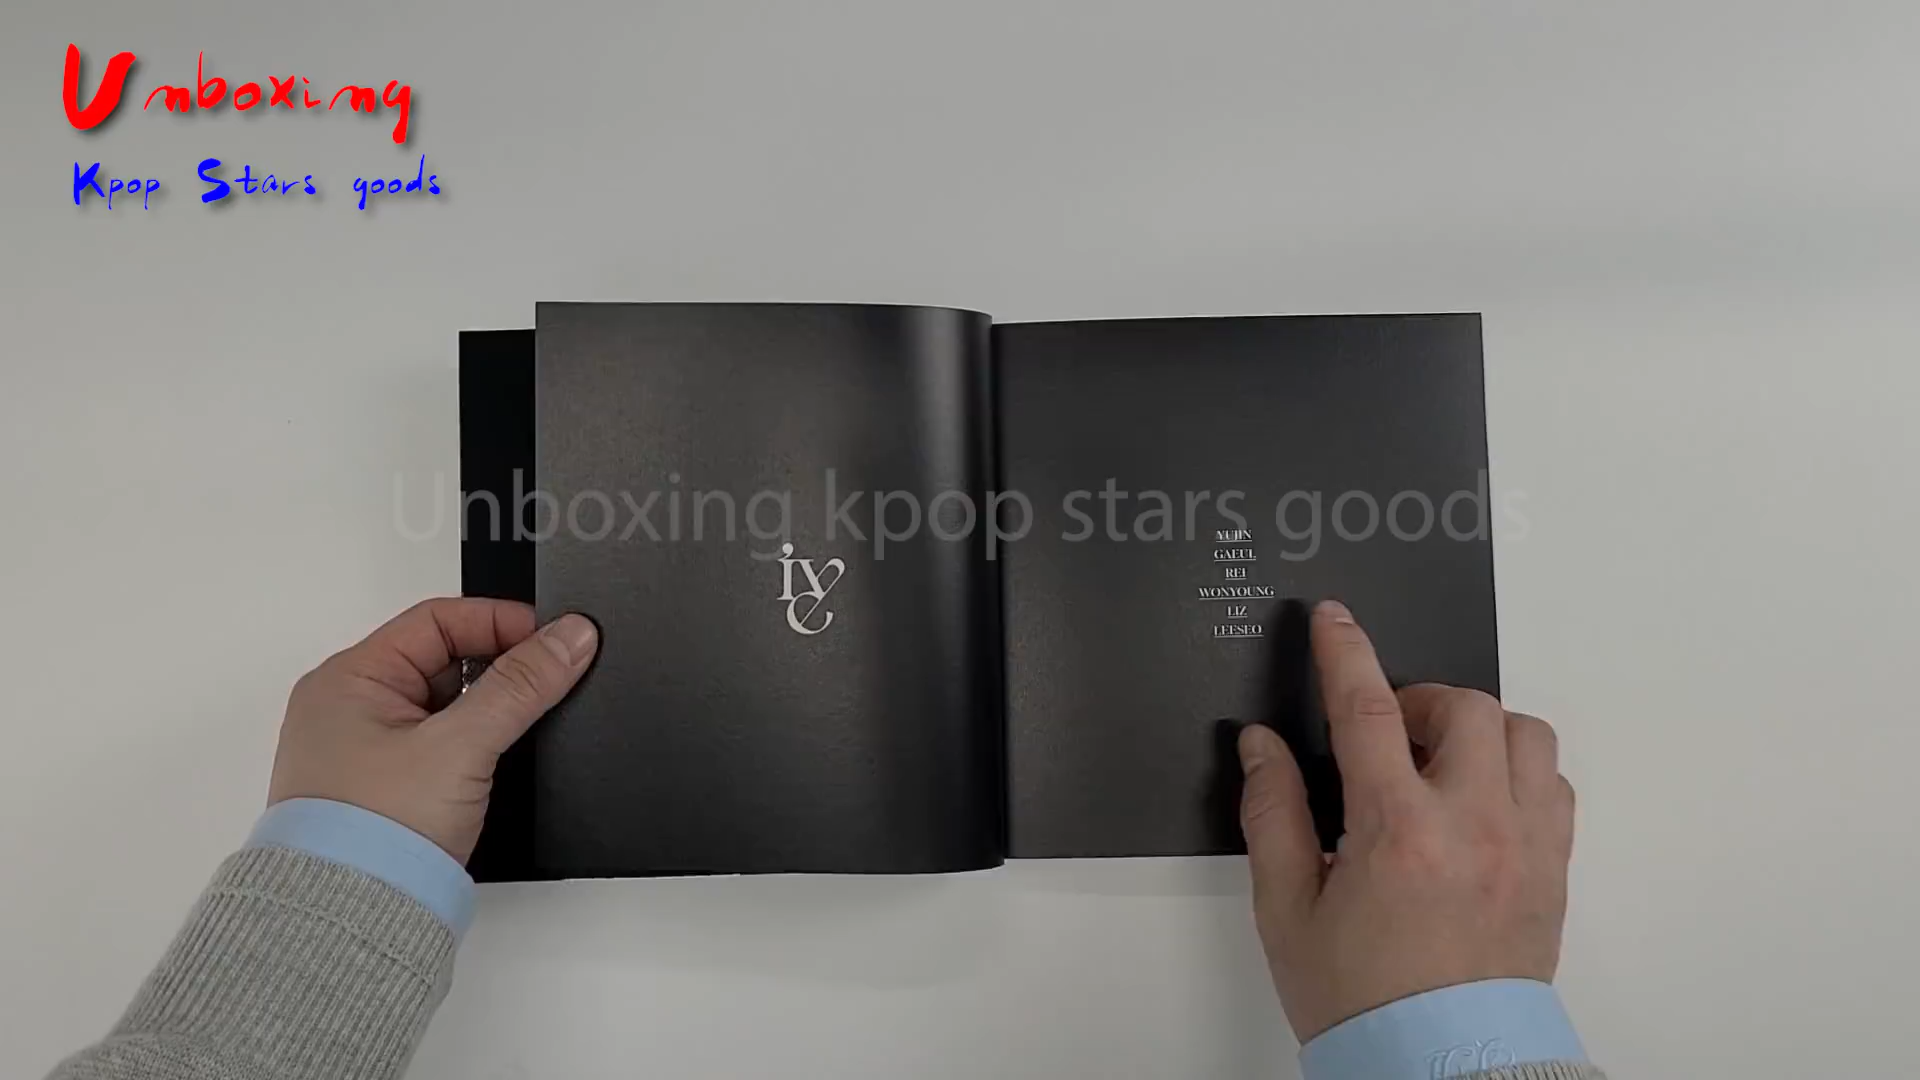 Unboxing
Kpop Stars goods
Unboxing kpop stars goods
IVE
YUJIN
GAEUL
REI
WONYOUNG
LIZ
LEESEO